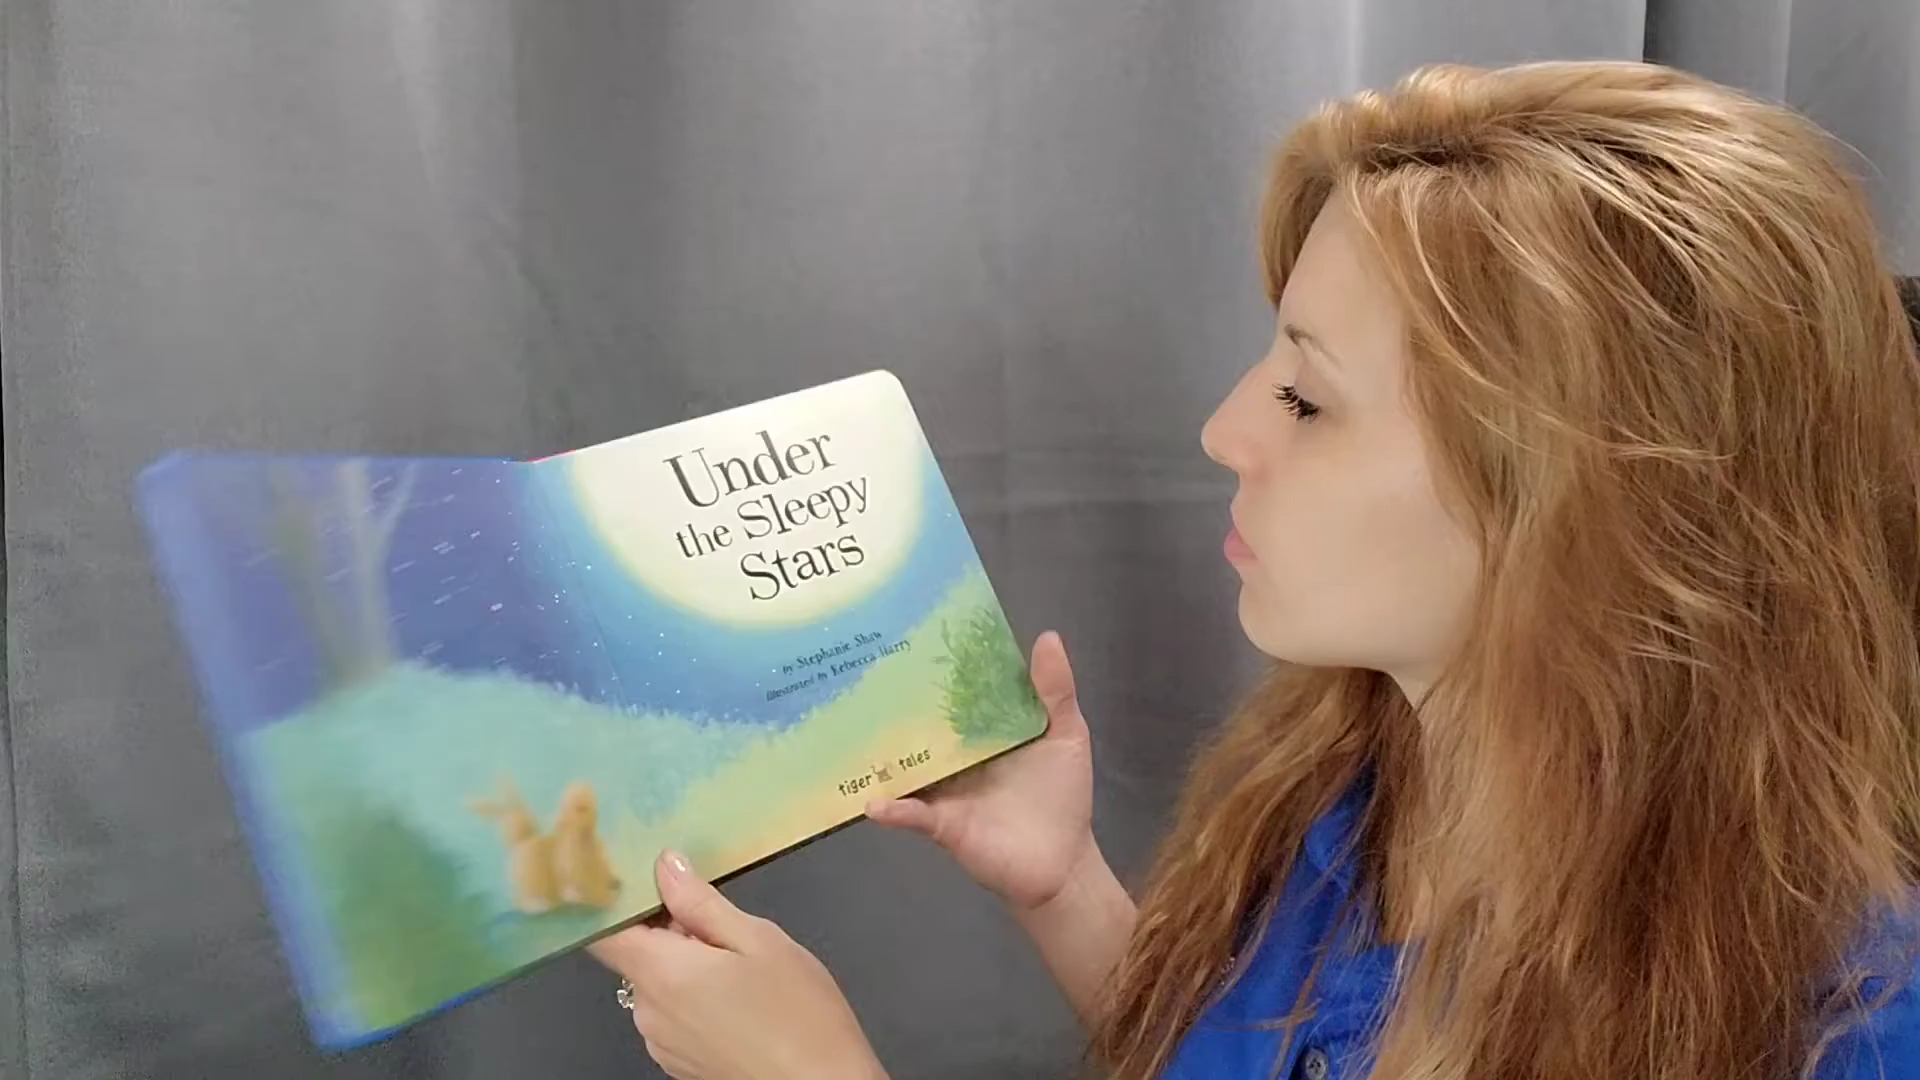 Under
the Sleepy
Stars
by Stephanie Shaw
illustrated by Rebecca Harry
tiger tales